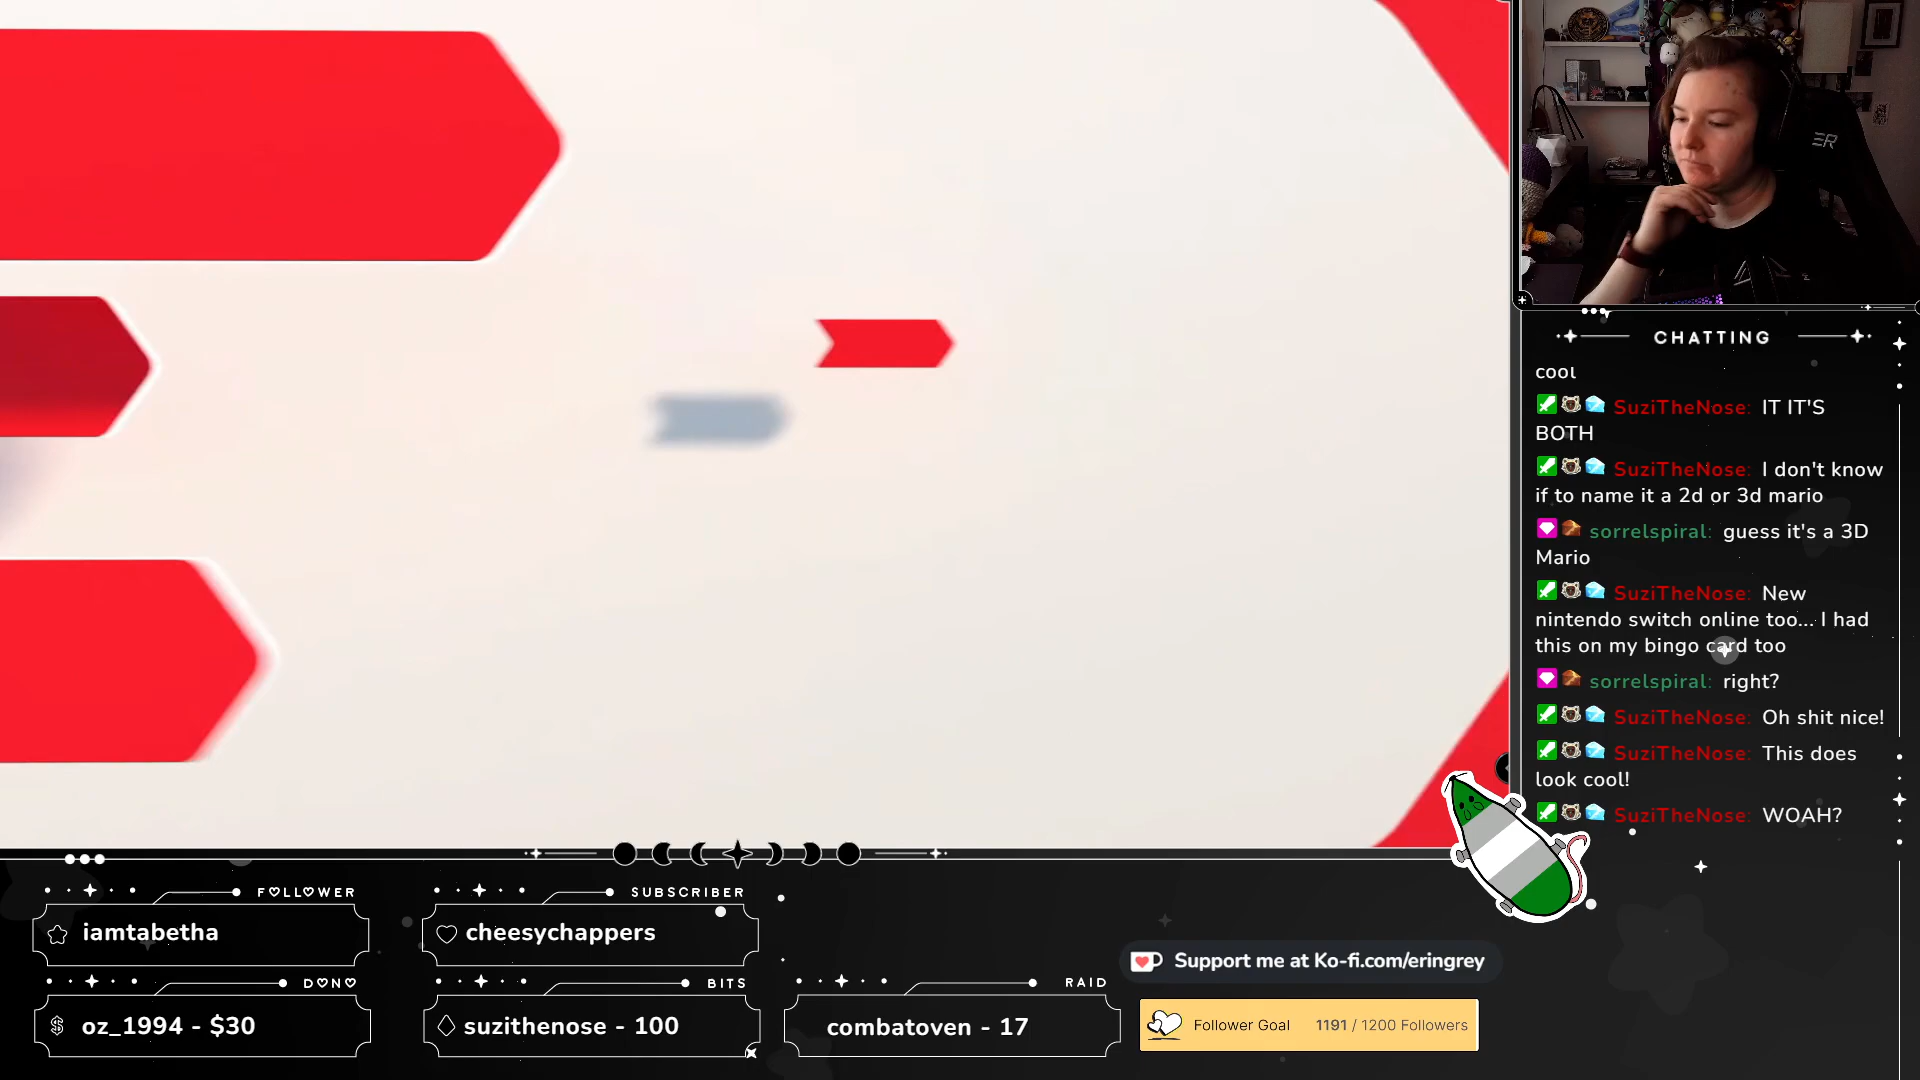 CHATTING
cool
SuziTheNose: IT IT'S
BOTH
SuziTheNose: I don't know
if to name it a 2d or 3d mario
sorrelspiral: guess it's a 3D
Mario
SuziTheNose: New
nintendo switch online too... I had
this on my bingo card too
sorrelspiral: right?
SuziTheNose: Oh shit nice!
SuziTheNose: This does
look cool!
SuziTheNose: WOAH?
FOLLOWER
iamtabetha
SUBSCRIBER
cheesychappers
DONO
oz_1994 - $30
BITS
suzithenose - 100
RAID
combatoven - 17
Support me at Ko-fi.com/eringrey
Follower Goal 1191 / 1200 Followers